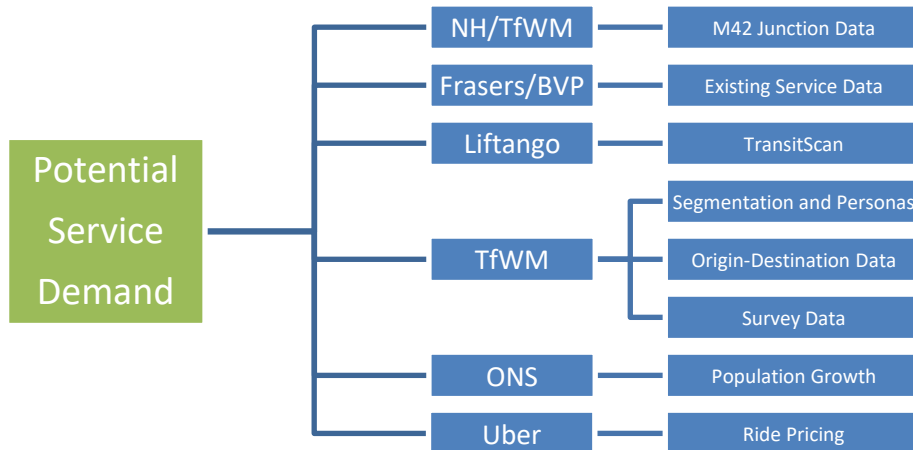 Potential
Service
Demand
NH/TfWM
M42 Junction Data
Frasers/BVP
Existing Service Data
Liftango
TransitScan
TfWM
Segmentation and Personas
Origin-Destination Data
Survey Data
ONS
Population Growth
Uber
Ride Pricing